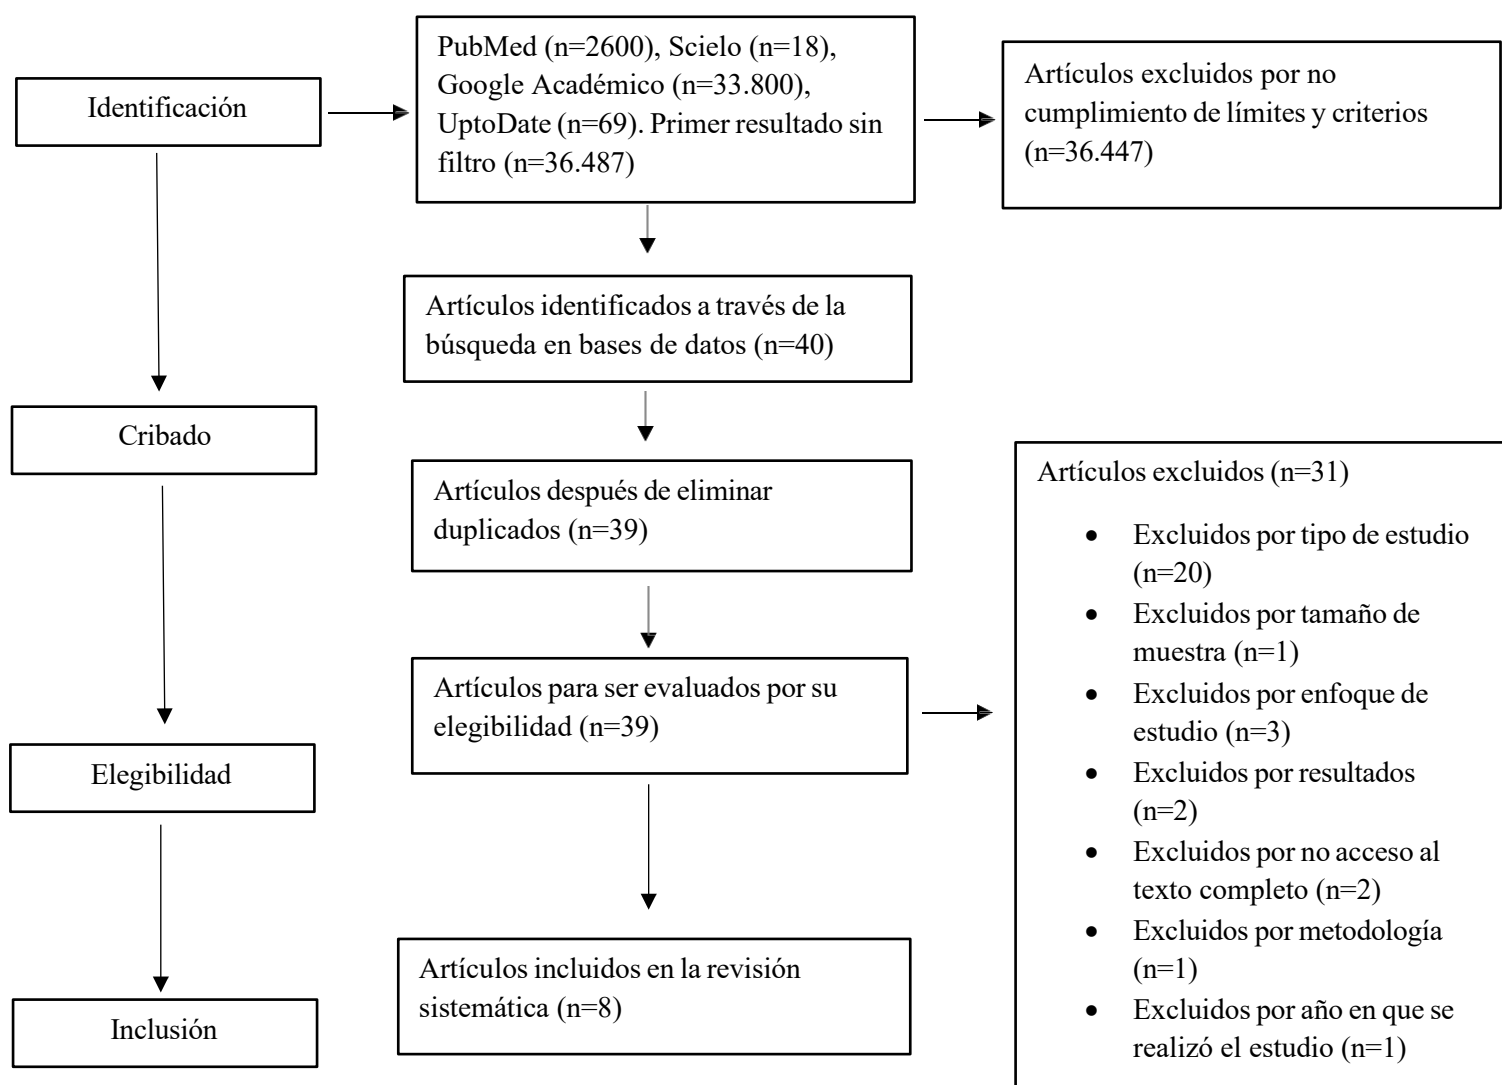 Identificación
PubMed (n=2600), Scielo (n=18),
Google Académico (n=33.800),
UptoDate (n=69). Primer resultado sin
filtro (n=36.487)
Artículos excluidos por no
cumplimiento de límites y criterios
(n=36.447)
Artículos identificados a través de la
búsqueda en bases de datos (n=40)
Cribado
Artículos después de eliminar
duplicados (n=39)
Artículos para ser evaluados por su
elegibilidad (n=39)
Artículos excluidos (n=31)
• Excluidos por tipo de estudio
(n=20)
• Excluidos por tamaño de
muestra (n=1)
• Excluidos por enfoque de
estudio (n=3)
• Excluidos por resultados
(n=2)
• Excluidos por no acceso al
texto completo (n=2)
• Excluidos por metodología
(n=1)
• Excluidos por año en que se
realizó el estudio (n=1)
Elegibilidad
Artículos incluidos en la revisión
sistemática (n=8)
Inclusión